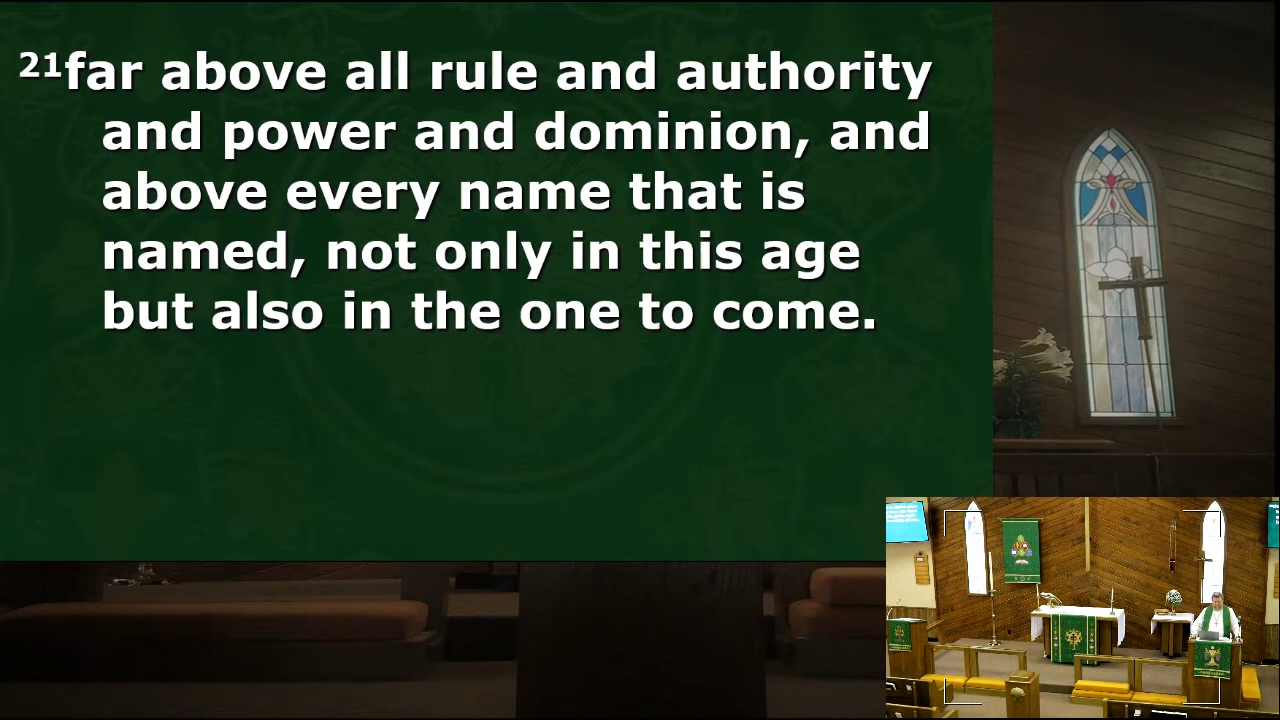 21far above all rule and authority
and power and dominion, and
above every name that is
named, not only in this age
but also in the one to come.